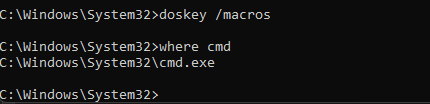 C:\Windows\System32>doskey /macros
C:\Windows\System32>where cmd
C:\Windows\System32\cmd.exe
C:\Windows\System32>